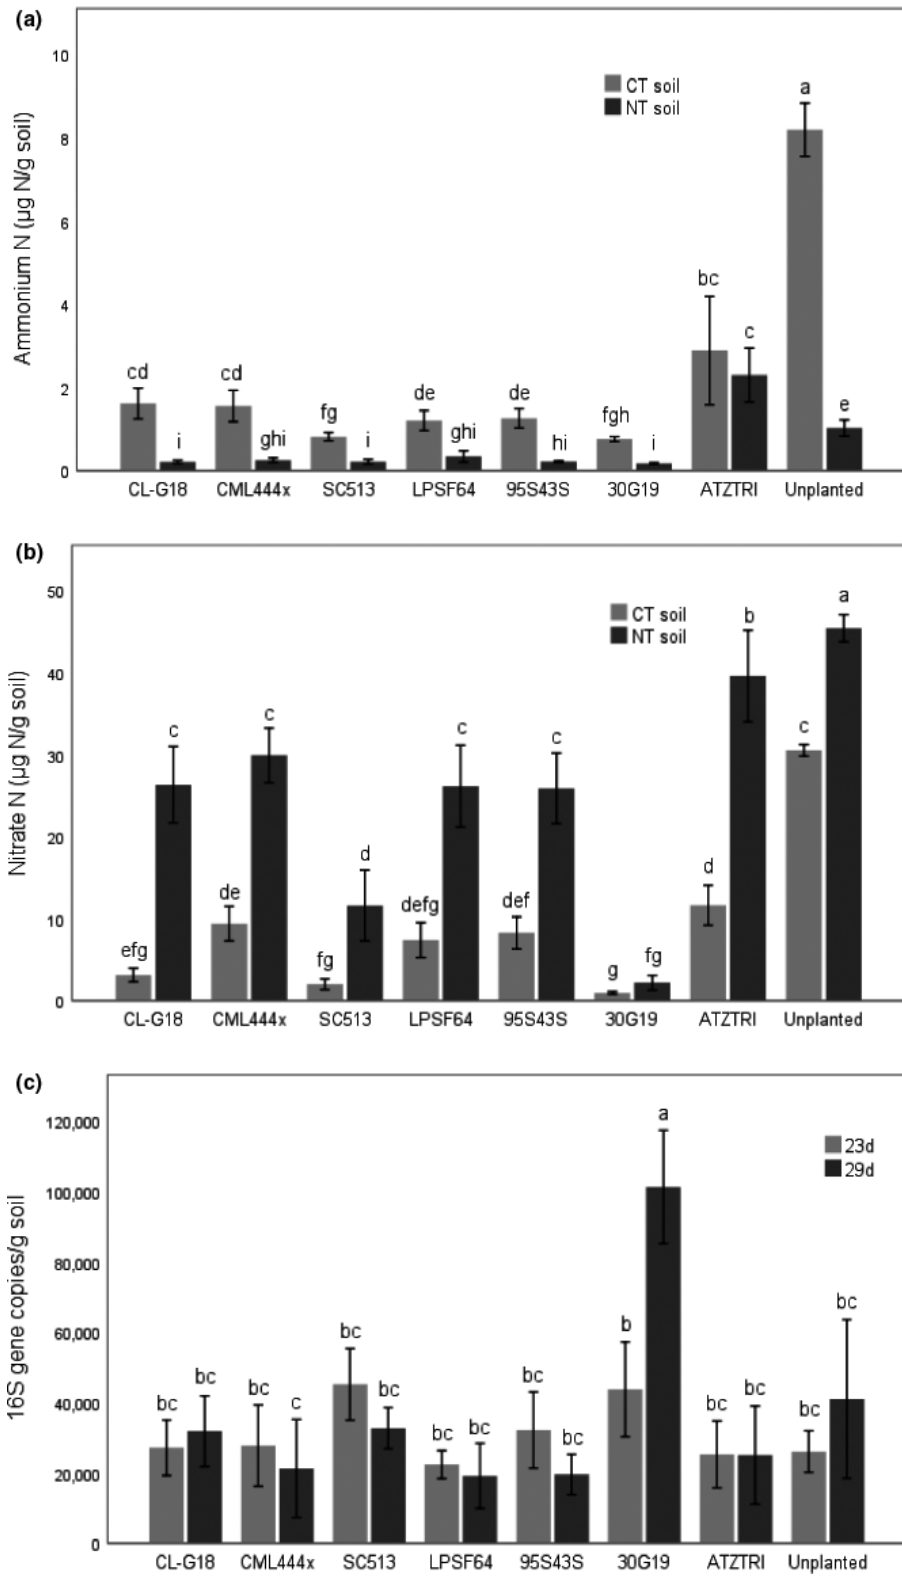 (a)
Ammonium N (µg N/g soil)
10
8
6
4
2
0
CT soil
NT soil
cd
i
cd
ghi
fg
i
de
ghi
de
hi
fgh
i
bc
c
a
e
CL-G18 CML444x SC513 LPSF64 95S43S 30G19 ATZTRI Unplanted
(b)
Nitrate N (µg N/g soil)
50
40
30
20
10
0
CT soil
NT soil
efg
c
de
c
fg
d
defg
c
def
c
g
fg
d
b
c
a
CL-G18 CML444x SC513 LPSF64 95S43S 30G19 ATZTRI Unplanted
(c)
16S gene copies/g soil
120,000
100,000
80,000
60,000
40,000
20,000
0
23d
29d
bc
bc
bc
c
bc
bc
bc
bc
bc
bc
b
a
bc
bc
bc
bc
CL-G18 CML444x SC513 LPSF64 95S43S 30G19 ATZTRI Unplanted